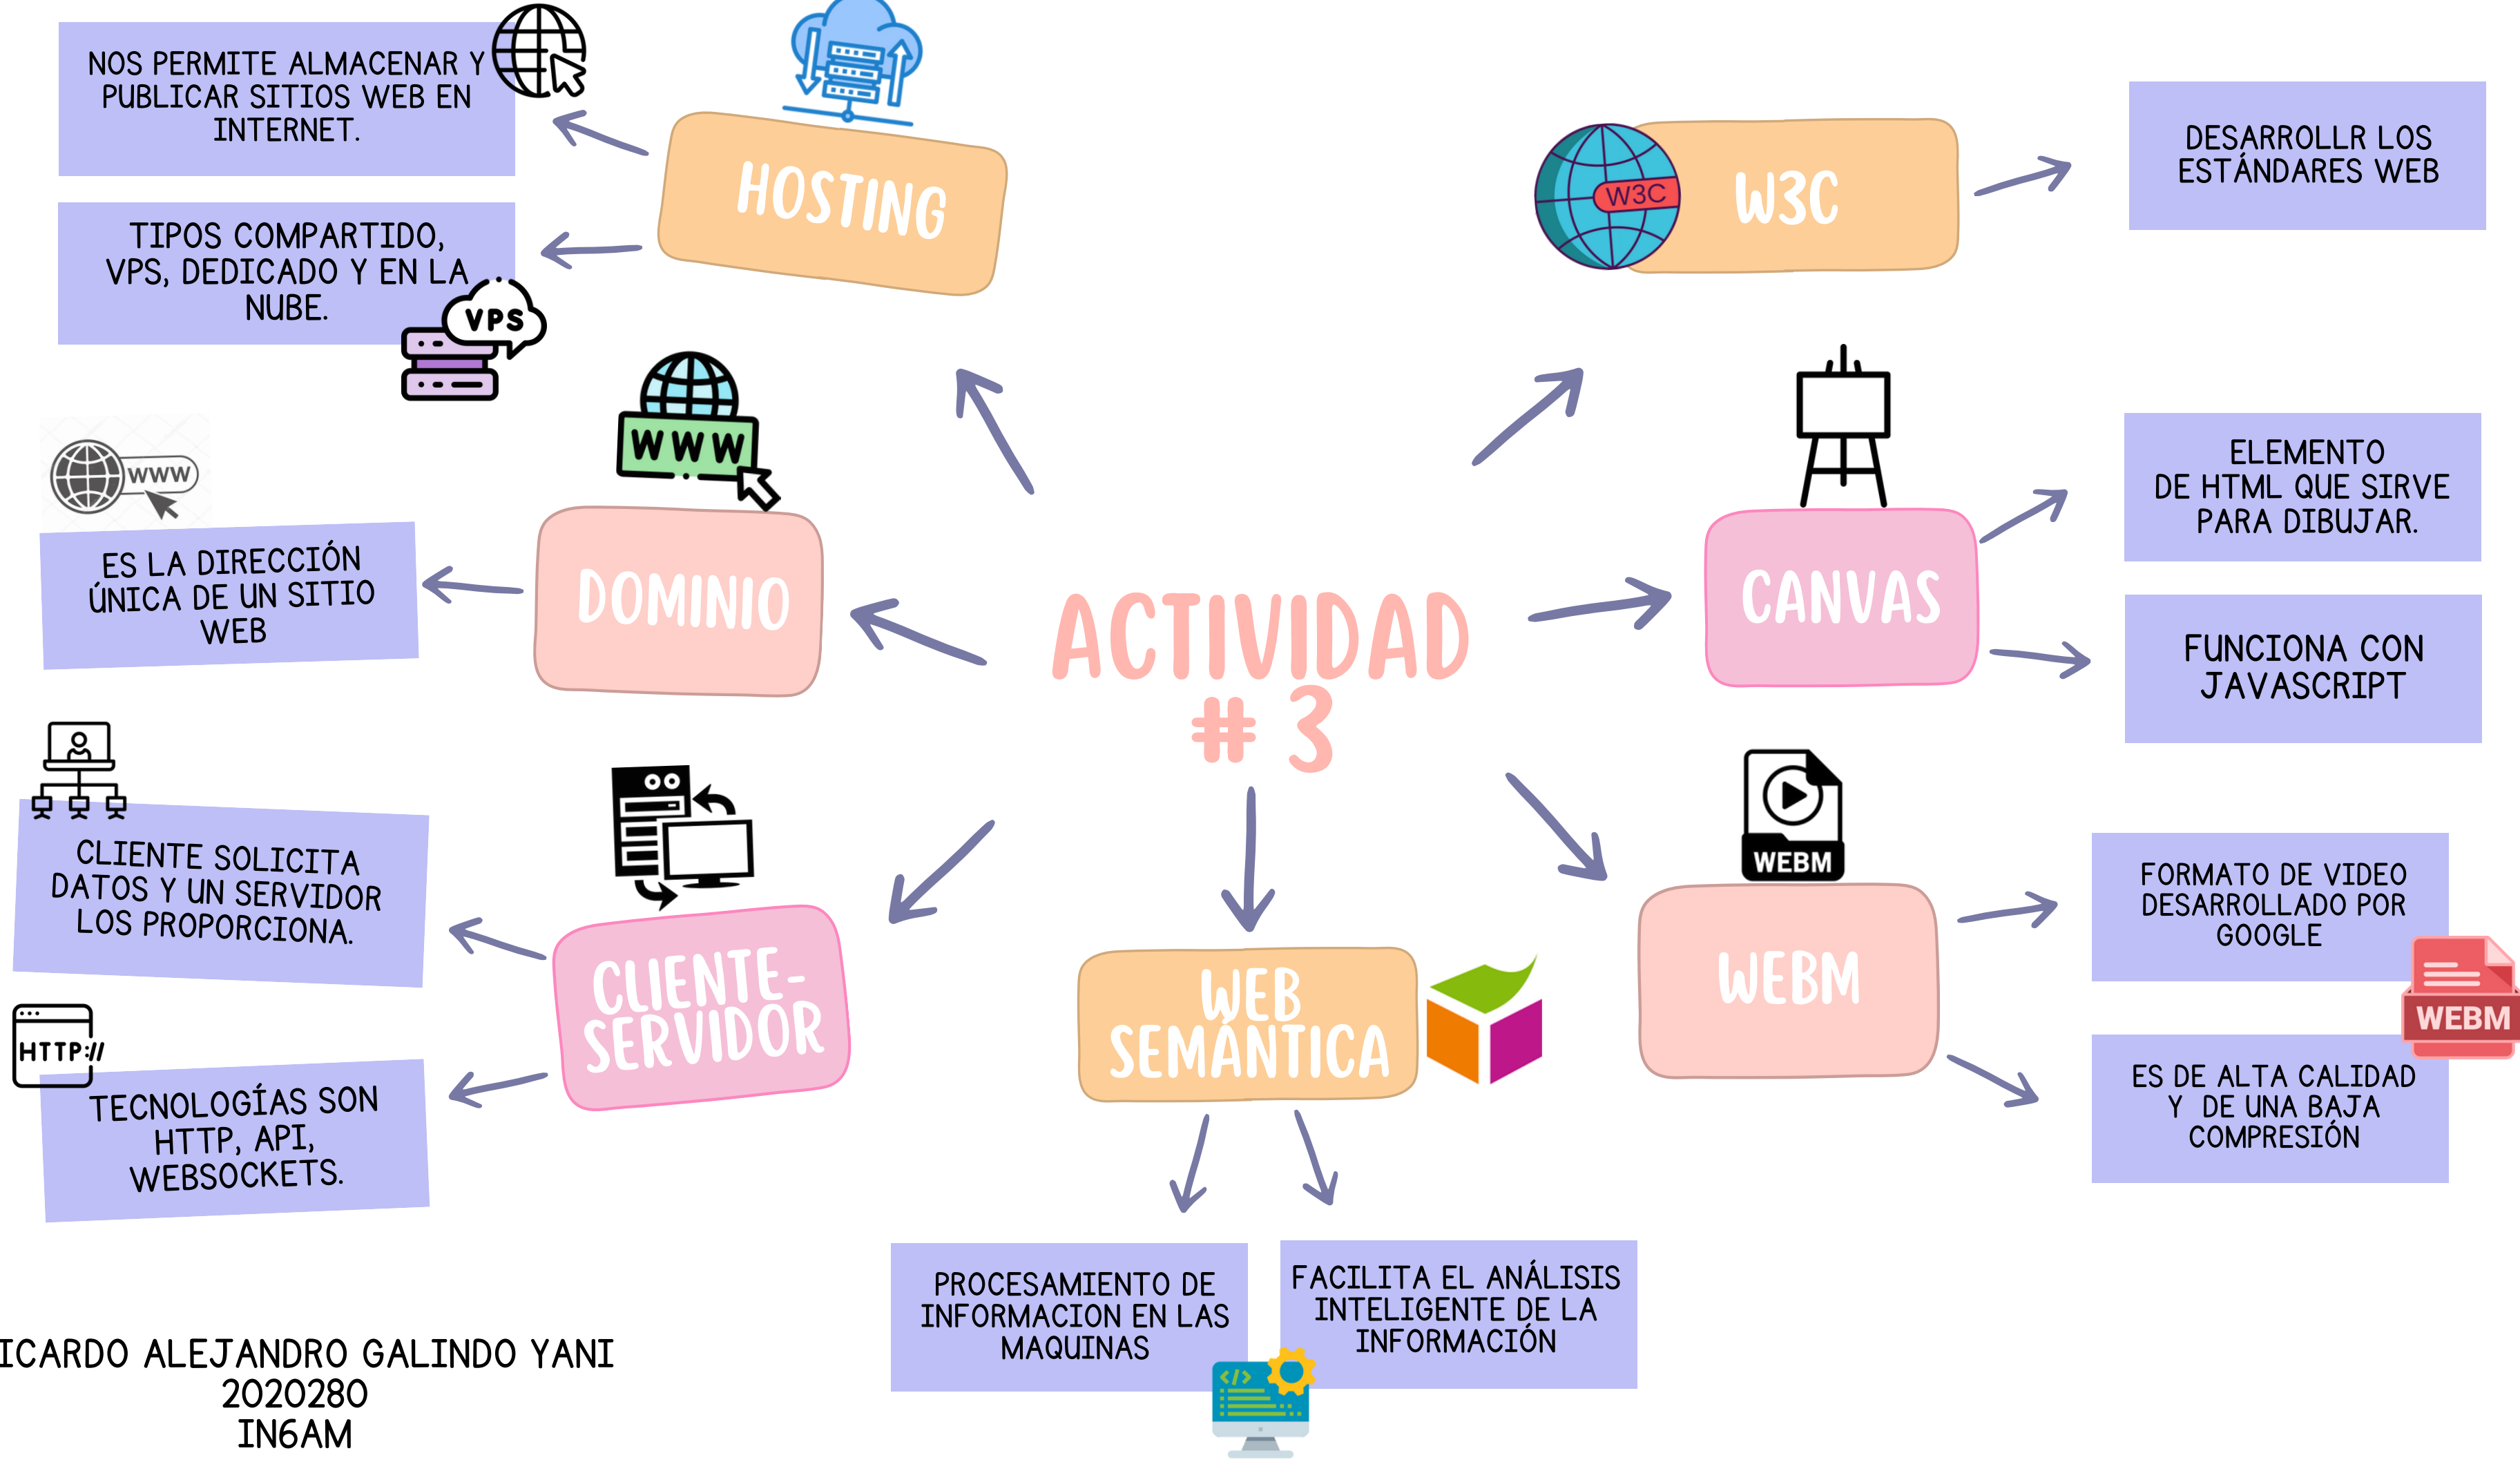 NOS PERMITE ALMACENAR Y
PUBLICAR SITIOS WEB EN
INTERNET.
TIPOS COMPARTIDO,
VPS, DEDICADO Y EN LA
NUBE.
VPS
HOSTING
W3C
W3C
DESARROLLR LOS
ESTÁNDARES WEB
WWW
WWW
ES LA DIRECCIÓN
ÚNICA DE UN SITIO
WEB
DOMINIO
ACTIVIDAD
# 3
CANVAS
ELEMENTO
DE HTML QUE SIRVE
PARA DIBUJAR.
FUNCIONA CON
JAVASCRIPT
CLIENTE SOLICITA
DATOS Y UN SERVIDOR
LOS PROPORCIONA.
HTTP://
TECNOLOGÍAS SON
HTTP, API,
WEBSOCKETS.
CLIENTE-
SERVIDOR
WEB
SEMÁNTICA
WEBM
WEBM
FORMATO DE VIDEO
DESARROLLADO POR
GOOGLE
WEBM
ES DE ALTA CALIDAD
Y DE UNA BAJA
COMPRESIÓN
PROCESAMIENTO DE
INFORMACION EN LAS
MAQUINAS
FACILITA EL ANÁLISIS
INTELIGENTE DE LA
INFORMACIÓN
</>
ICARDO ALEJANDRO GALINDO YANI
2020280
IN6AM